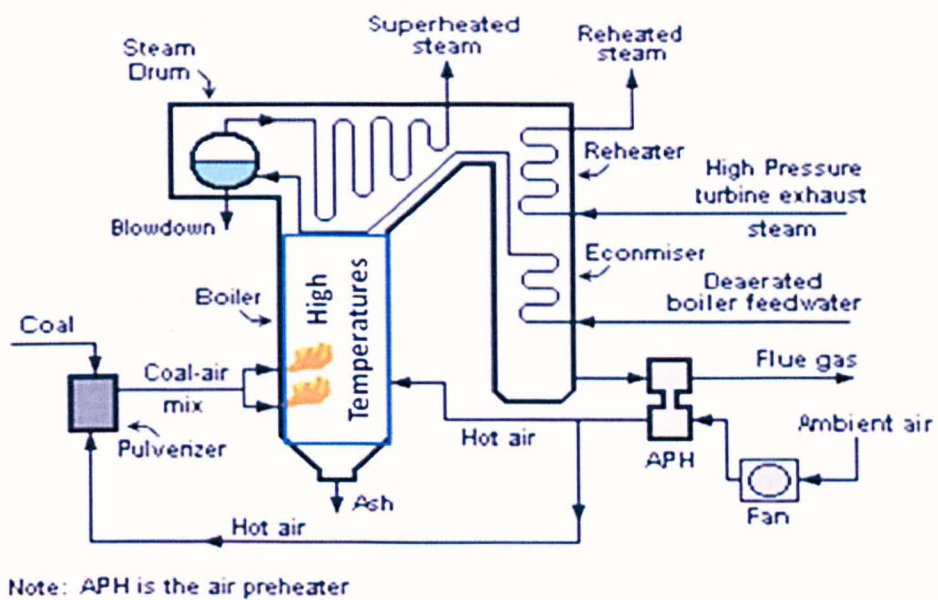 Superheated
steam
Reheated
steam
Steam
Drum
Reheater
High Pressure
turbine exhaust
steam
Blowdown
Econmiser
Deaerated
boiler feedwater
Boiler
High
Temperatures
Coal
Coal-air
mix
Flue gas
Hot air
Ambient air
Pulverizer
APH
Ash
Fan
Hot air
Note: APH is the air preheater